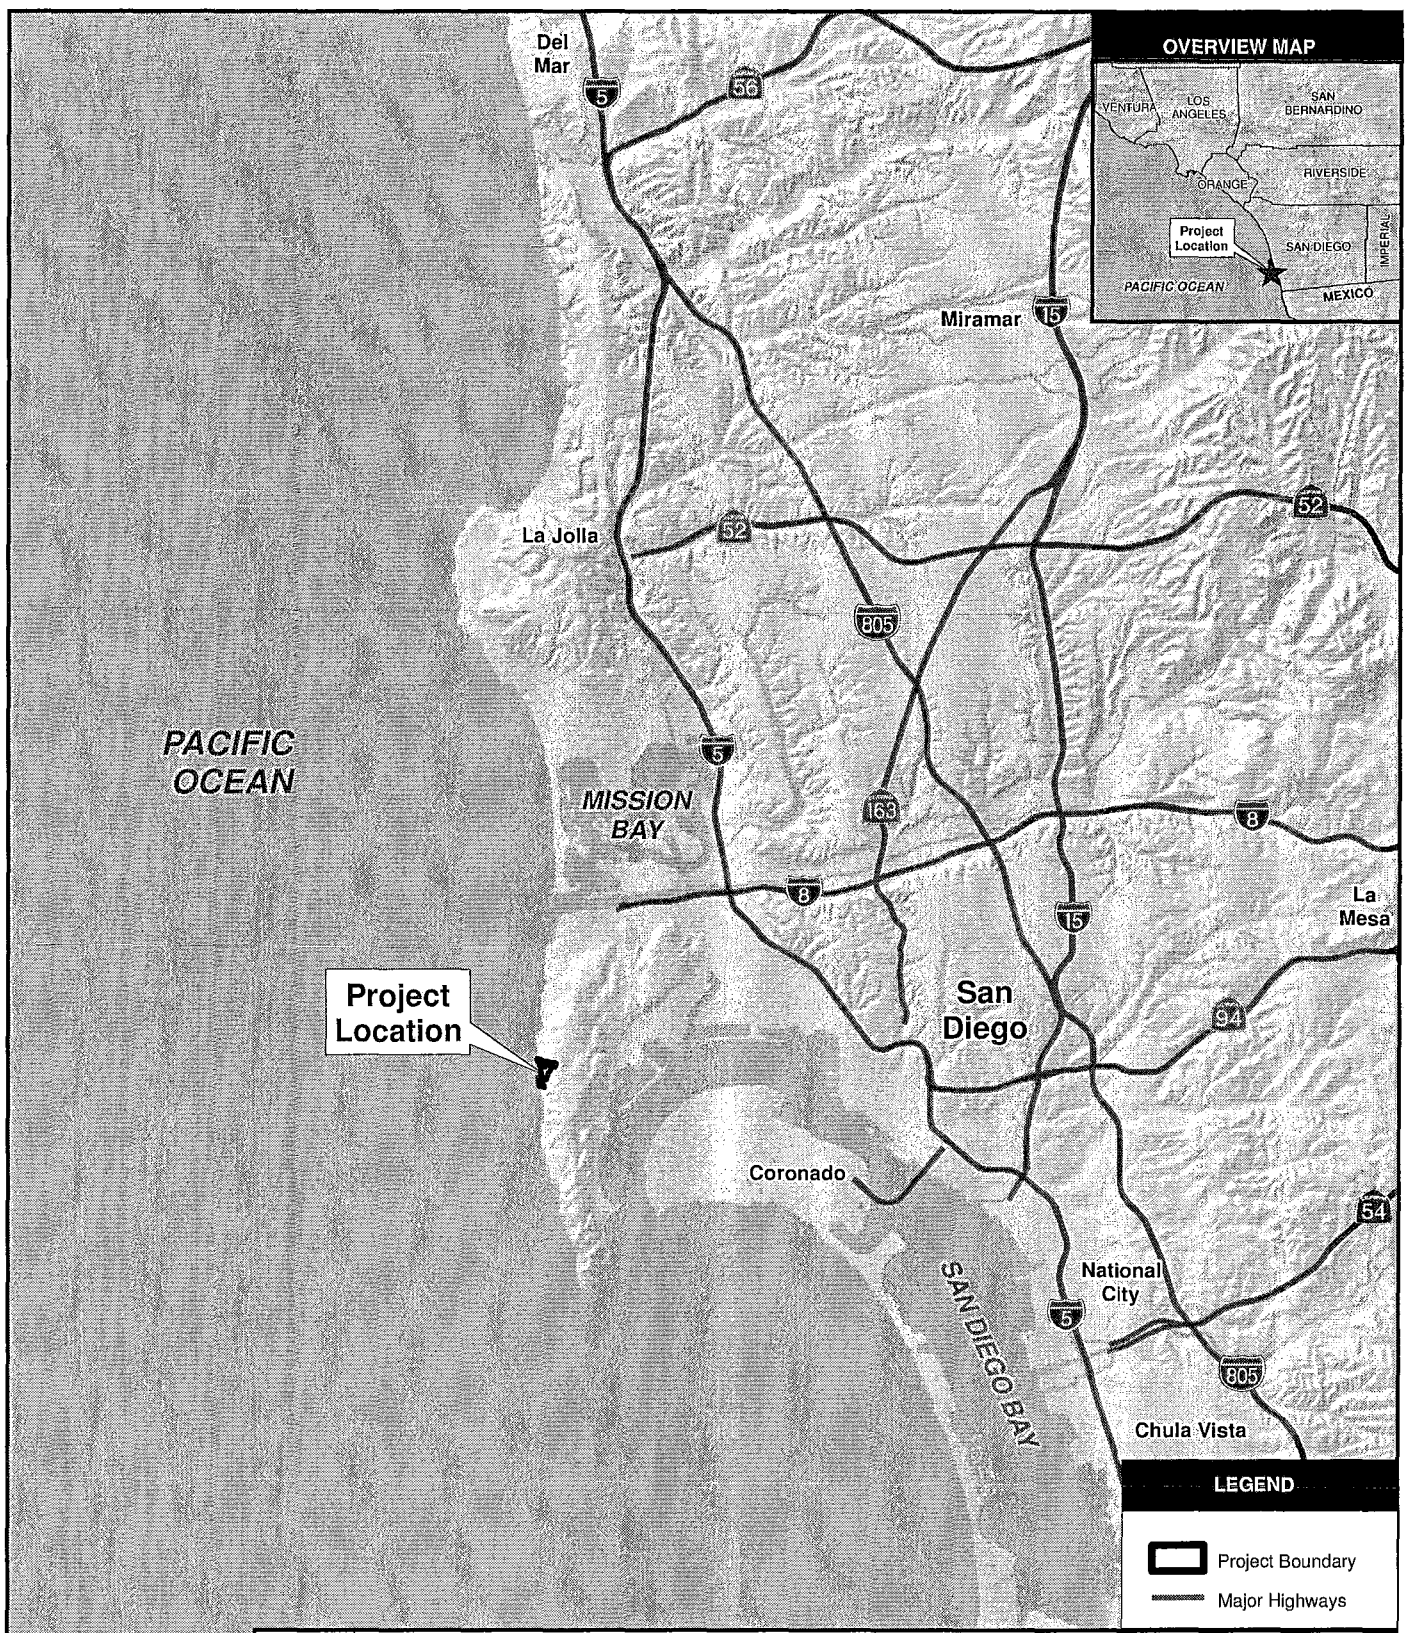 Del
Mar
5
56
OVERVIEW MAP
VENTURA
LOS
ANGELES
SAN
BERNARDINO
ORANGE
RIVERSIDE
Project
Location
SAN DIEGO
IMPERIAL
PACIFIC OCEAN
MEXICO
Miramar
15
La Jolla
52
52
805
PACIFIC
OCEAN
5
MISSION
BAY
163
8
8
La
Mesa
15
Project
Location
San
Diego
94
Coronado
54
SAN DIEGO BAY
National
City
5
805
Chula Vista
LEGEND
Project Boundary
Major Highways